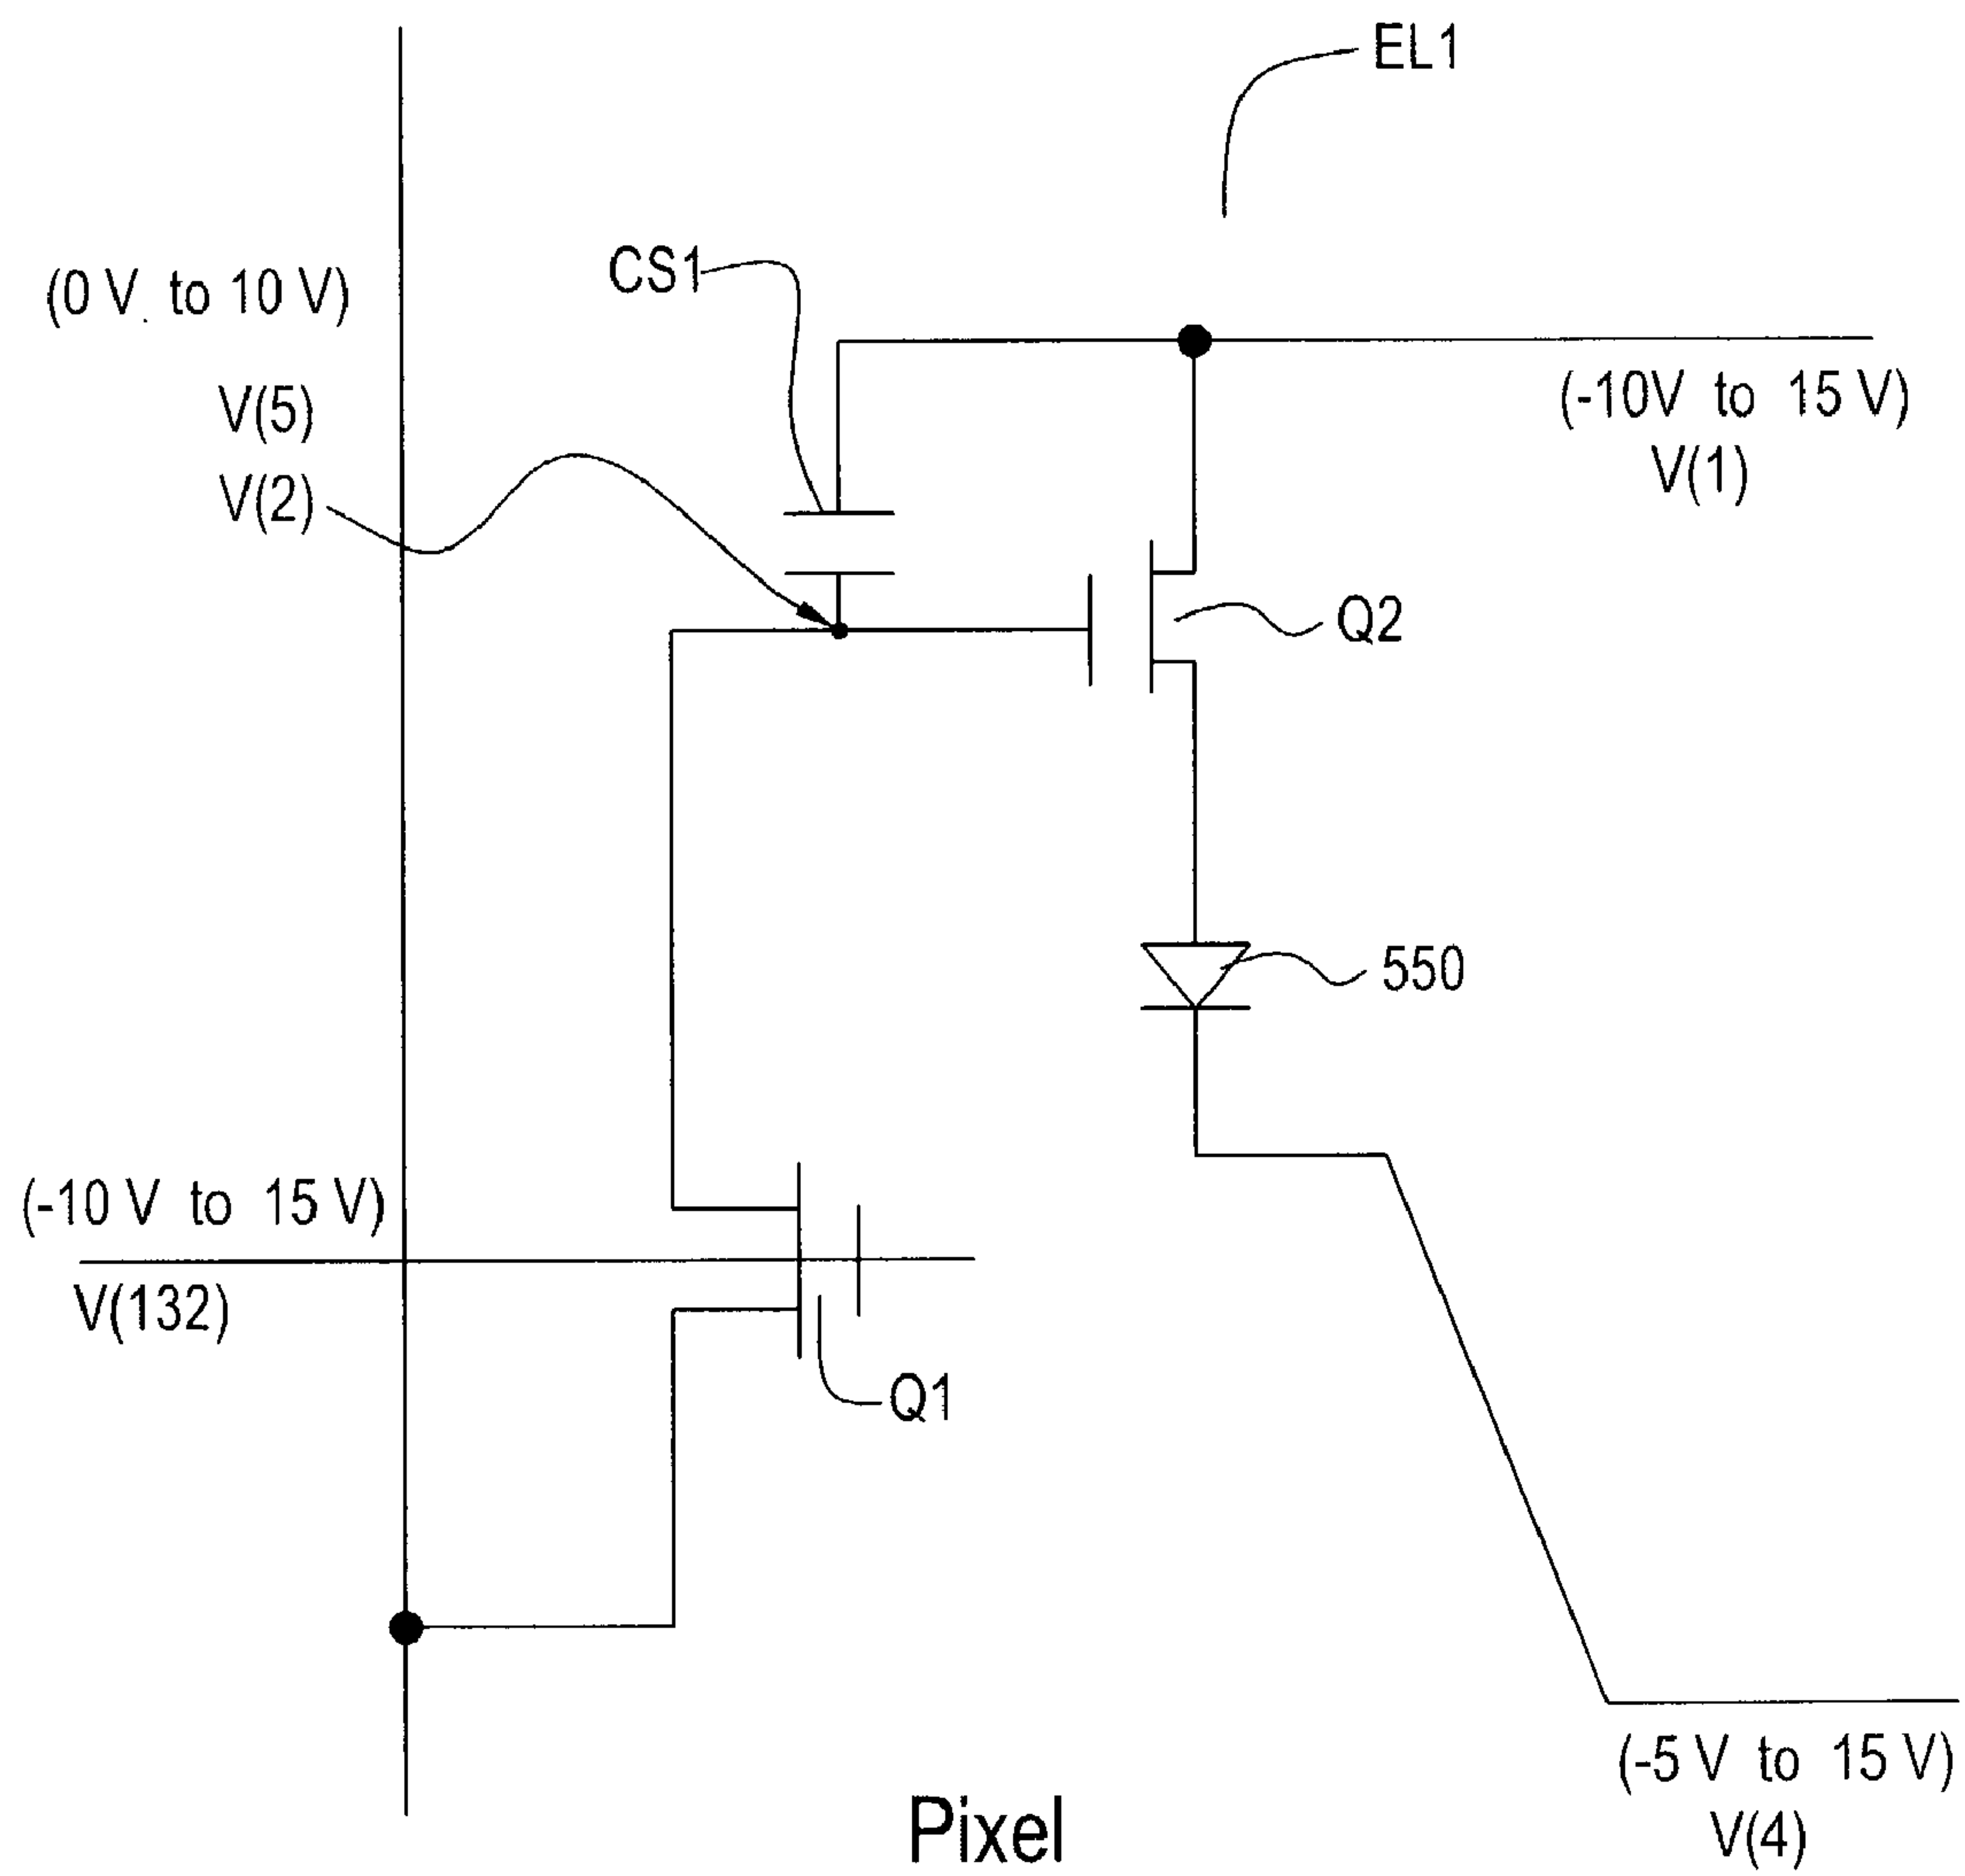 EL1
CS1
(0 V. to 10 V)
V(5)
V(2)
(-10V to 15 V)
V(1)
Q2
550
(-10 V to 15 V)
V(132)
Q1
(-5 V to 15 V)
V(4)
Pixel